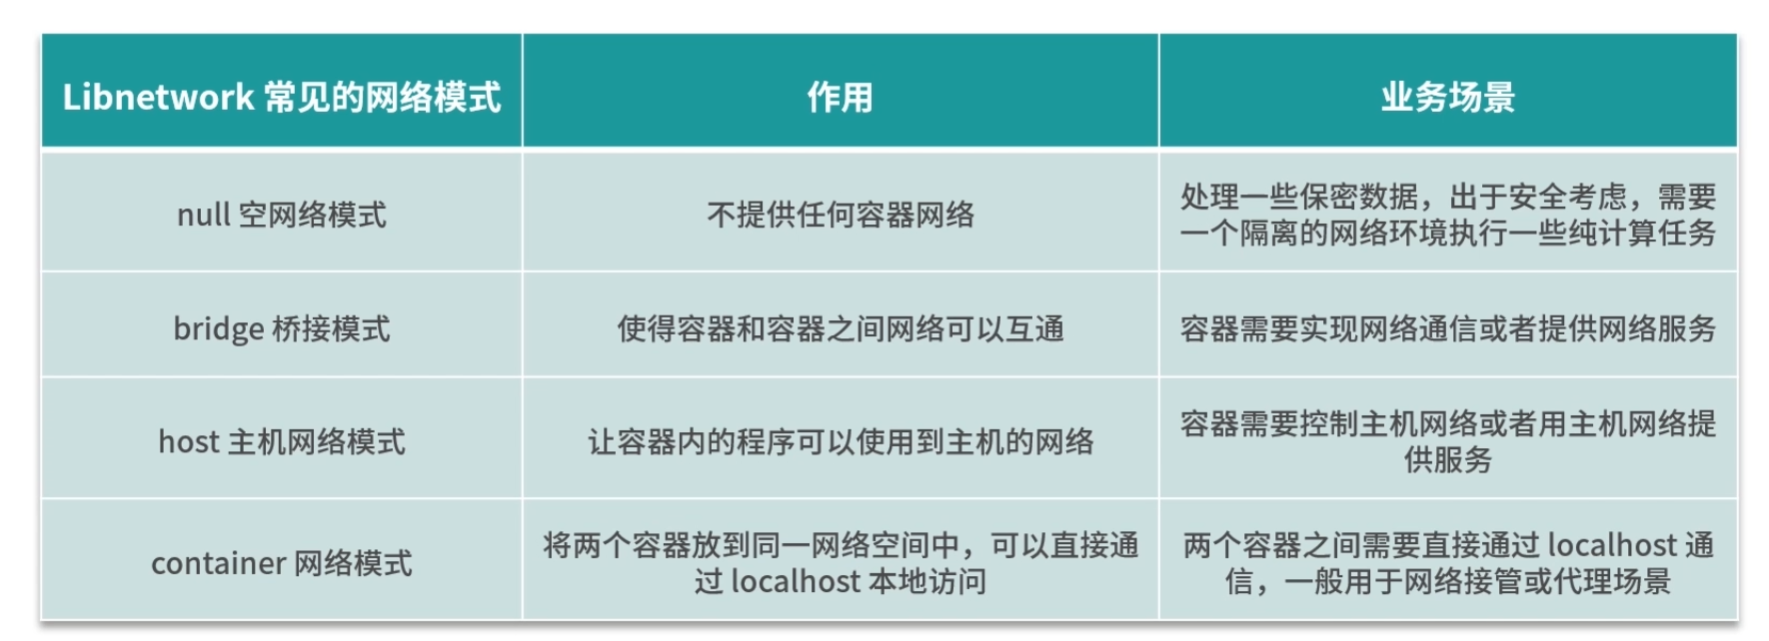 Libnetwork 常见的网络模式
作用
业务场景
null 空网络模式
不提供任何容器网络
处理一些保密数据，出于安全考虑，需要
一个隔离的网络环境执行一些纯计算任务
bridge 桥接模式
使得容器和容器之间网络可以互通
容器需要实现网络通信或者提供网络服务
host 主机网络模式
让容器内的程序可以使用到主机的网络
容器需要控制主机网络或者用主机网络提
供服务
container 网络模式
将两个容器放到同一网络空间中，可以直接通
过 localhost 本地访问
两个容器之间需要直接通过 localhost 通
信，一般用于网络接管或代理场景